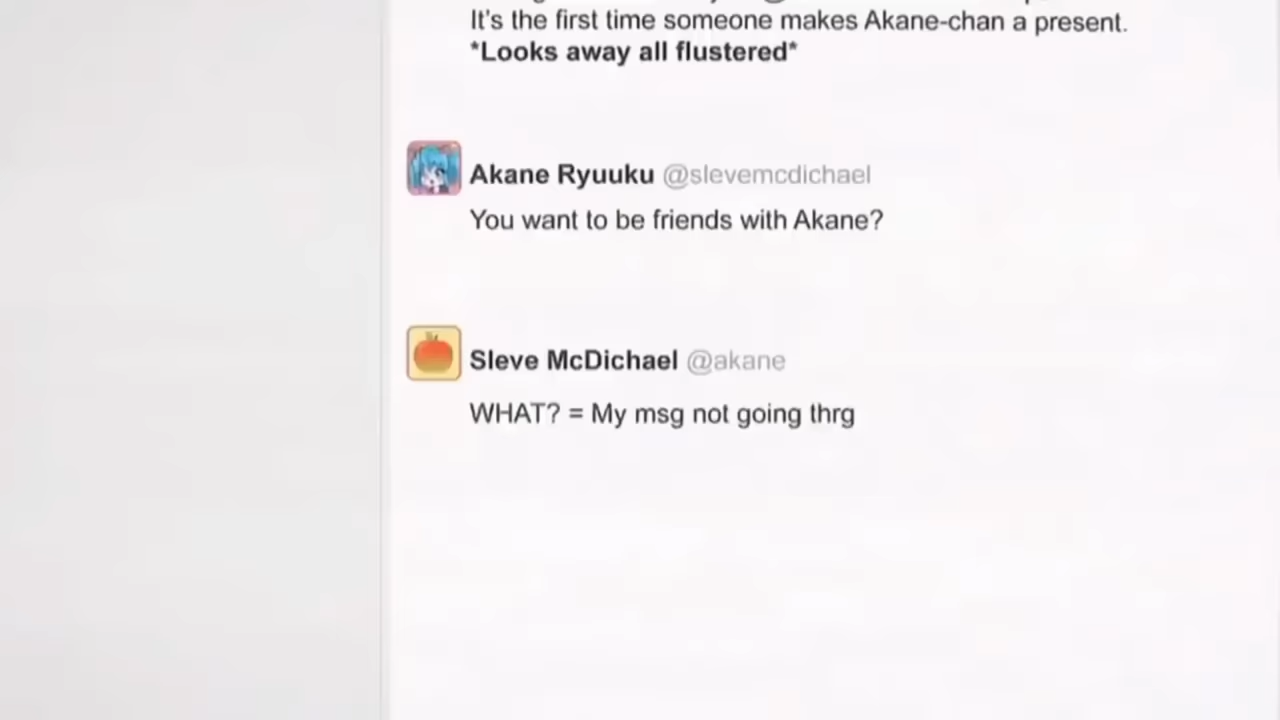 It's the first time someone makes Akane-chan a present.
*Looks away all flustered*
Akane Ryuuku @slevemcdichael
You want to be friends with Akane?
Sleve McDichael @akane
WHAT? = My msg not going thrg